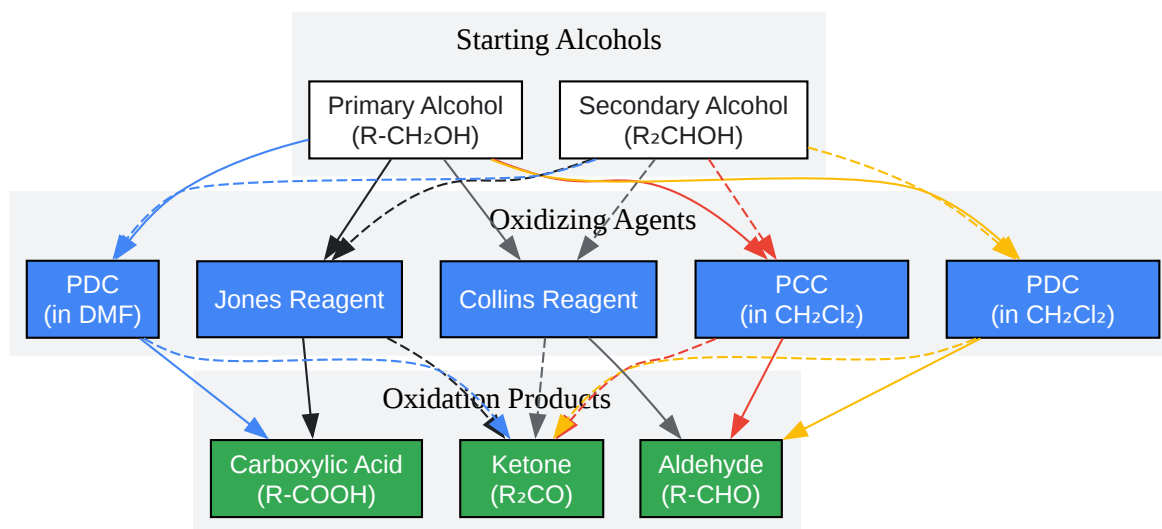 Starting Alcohols
Primary Alcohol
(R-CH₂OH)
Secondary Alcohol
(R₂CHOH)
Oxidizing Agents
PDC
(in DMF)
Jones Reagent
Collins Reagent
PCC
(in CH₂Cl₂)
PDC
(in CH₂Cl₂)
Oxidation Products
Carboxylic Acid
(R-COOH)
Ketone
(R₂CO)
Aldehyde
(R-CHO)